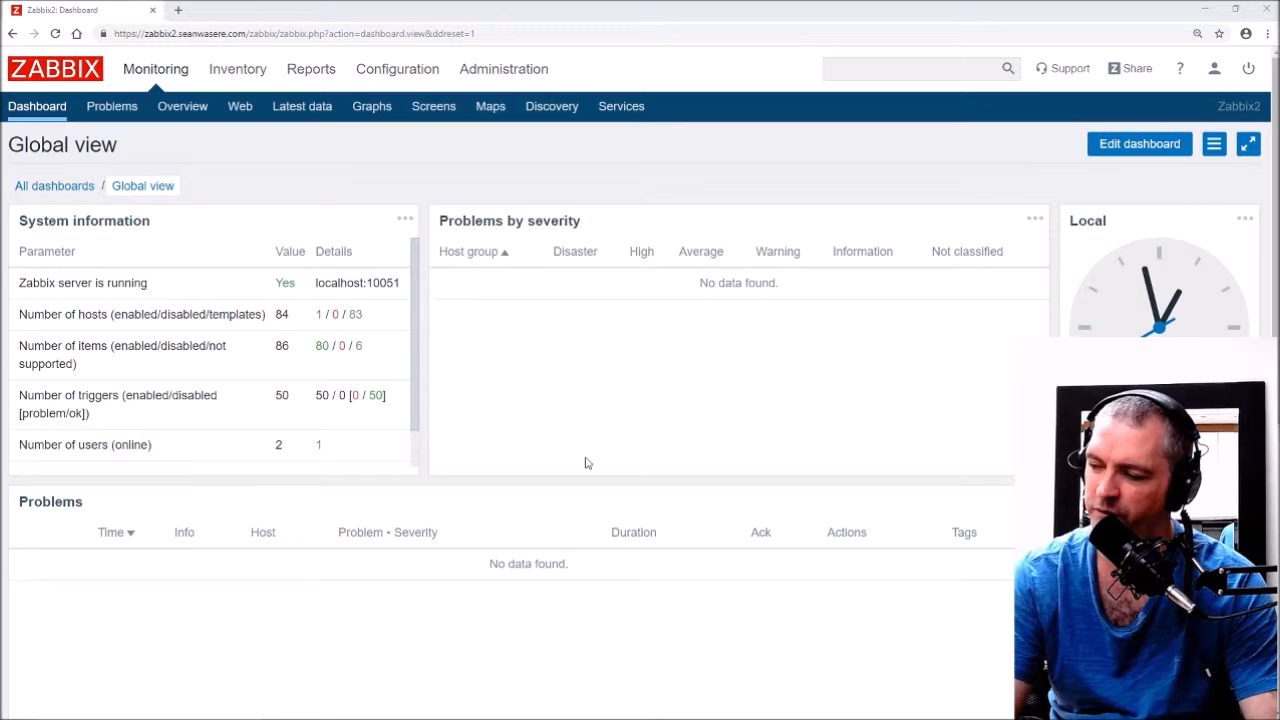 Zabbix2: Dashboard
https://zabbix2.seanwasere.com/zabbix/zabbix.php?action=dashboard.view&ddreset=1
ZABBIX Monitoring Inventory Reports Configuration Administration Support Z Share ?
Dashboard Problems Overview Web Latest data Graphs Screens Maps Discovery Services Zabbix2
Global view Edit dashboard
All dashboards / Global view
System information
Parameter Value Details
Zabbix server is running Yes localhost:10051
Number of hosts (enabled/disabled/templates) 84 1 / 0 / 83
Number of items (enabled/disabled/not supported) 86 80 / 0 / 6
Number of triggers (enabled/disabled [problem/ok]) 50 50 / 0 [0 / 50]
Number of users (online) 2 1
Problems by severity
Host group Disaster High Average Warning Information Not classified
No data found.
Local
Problems
Time Info Host Problem • Severity Duration Ack Actions Tags
No data found.